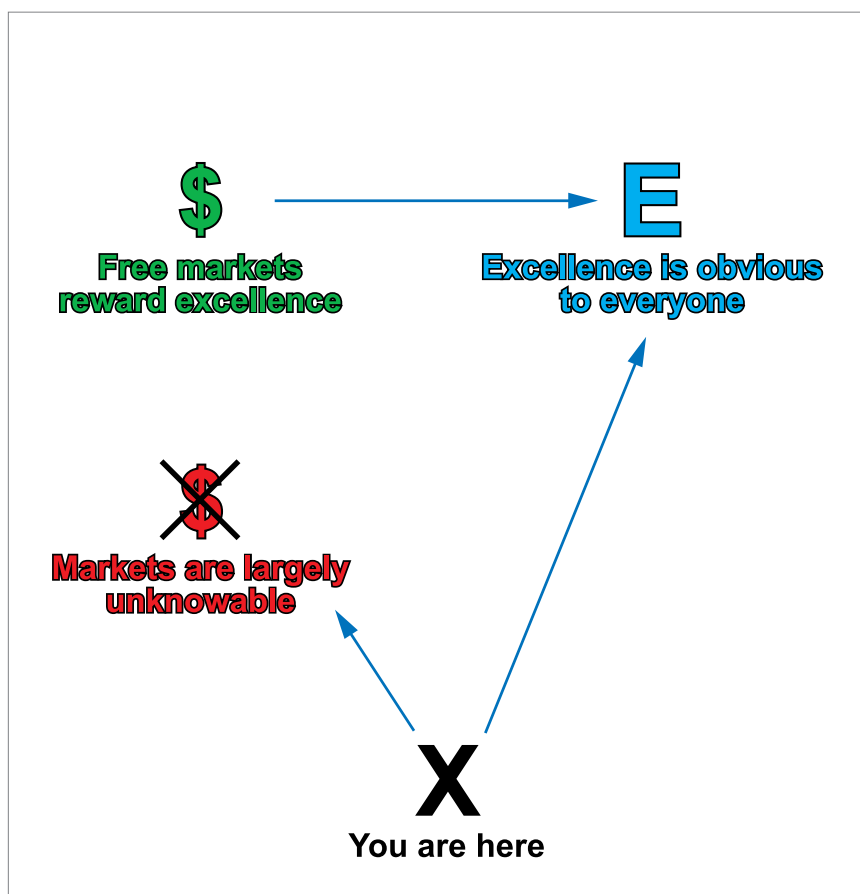 $
E
Free markets
reward excellence
Excellence is obvious
to everyone
$
Markets are largely
unknowable
X
You are here